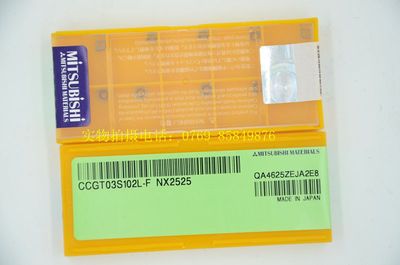 MITSUBISHI
MITSUBISHI MATERIALS
实物拍摄电话：0769-85849876
MITSUBISHI MATERIALS
CCGT03S102L-F NX2525
QA4625ZEJA2E8
MADE IN JAPAN